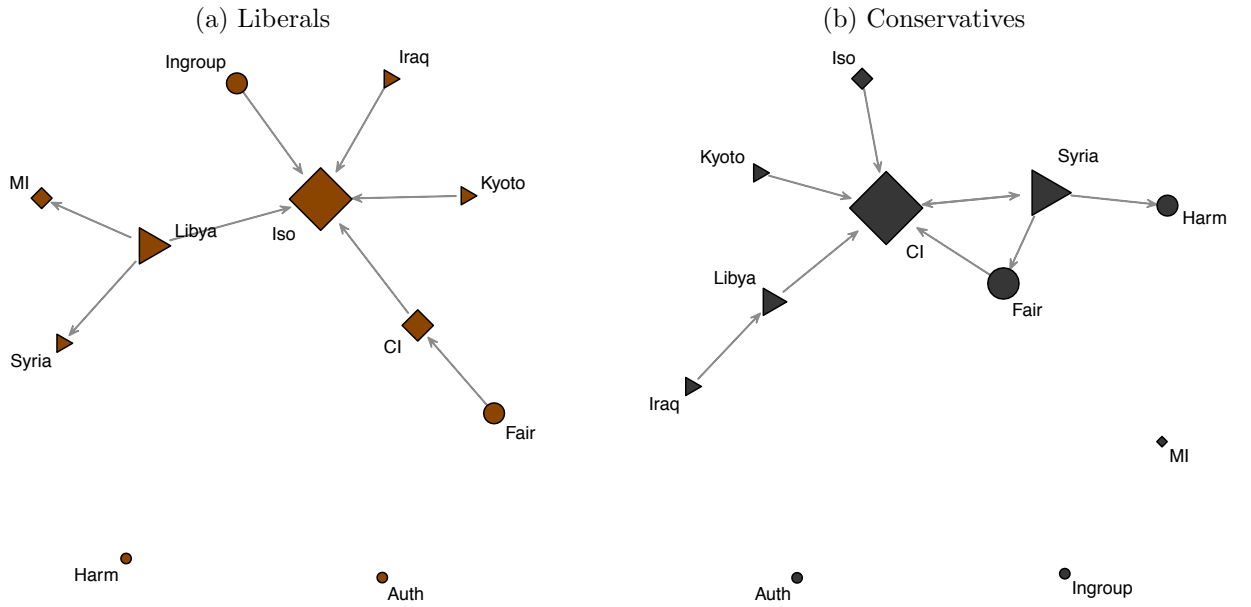 (a) Liberals
Ingroup
Iraq
MI
Kyoto
Libya
Iso
Syria
CI
Fair
Harm
Auth
(b) Conservatives
Iso
Kyoto
Syria
Harm
CI
Libya
Fair
Iraq
MI
Auth
Ingroup